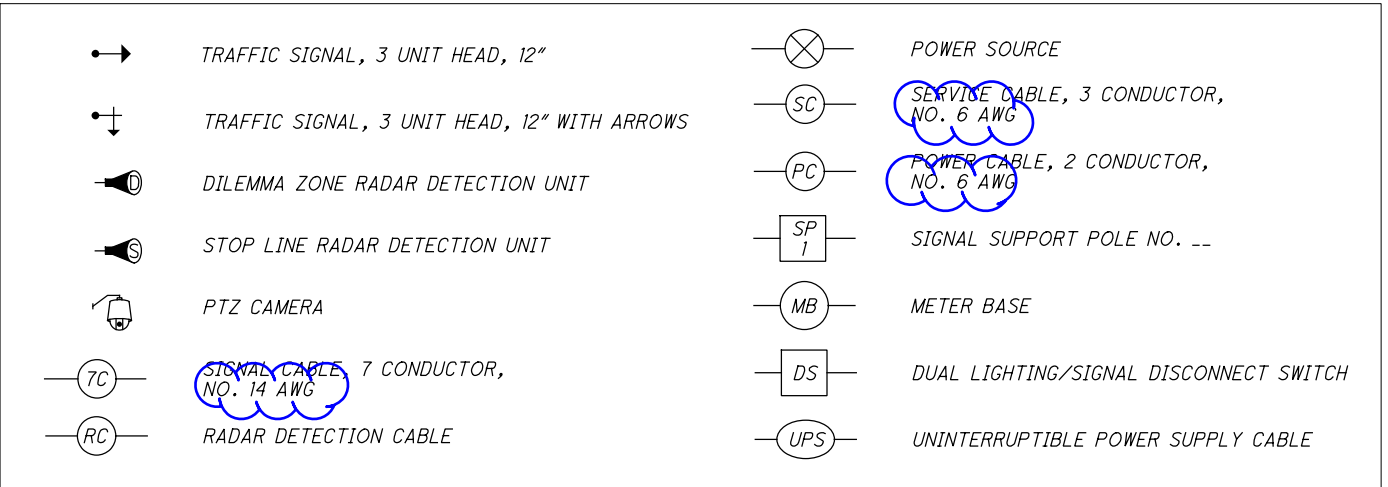 TRAFFIC SIGNAL, 3 UNIT HEAD, 12"
TRAFFIC SIGNAL, 3 UNIT HEAD, 12" WITH ARROWS
D DILEMMA ZONE RADAR DETECTION UNIT
S STOP LINE RADAR DETECTION UNIT
PTZ CAMERA
7C SIGNAL CABLE, 7 CONDUCTOR,
NO. 14 AWG
RC RADAR DETECTION CABLE
POWER SOURCE
SC SERVICE CABLE, 3 CONDUCTOR,
NO. 6 AWG
PC POWER CABLE, 2 CONDUCTOR,
NO. 6 AWG
SP
1
SIGNAL SUPPORT POLE NO. __
MB METER BASE
DS DUAL LIGHTING/SIGNAL DISCONNECT SWITCH
UPS UNINTERRUPTIBLE POWER SUPPLY CABLE